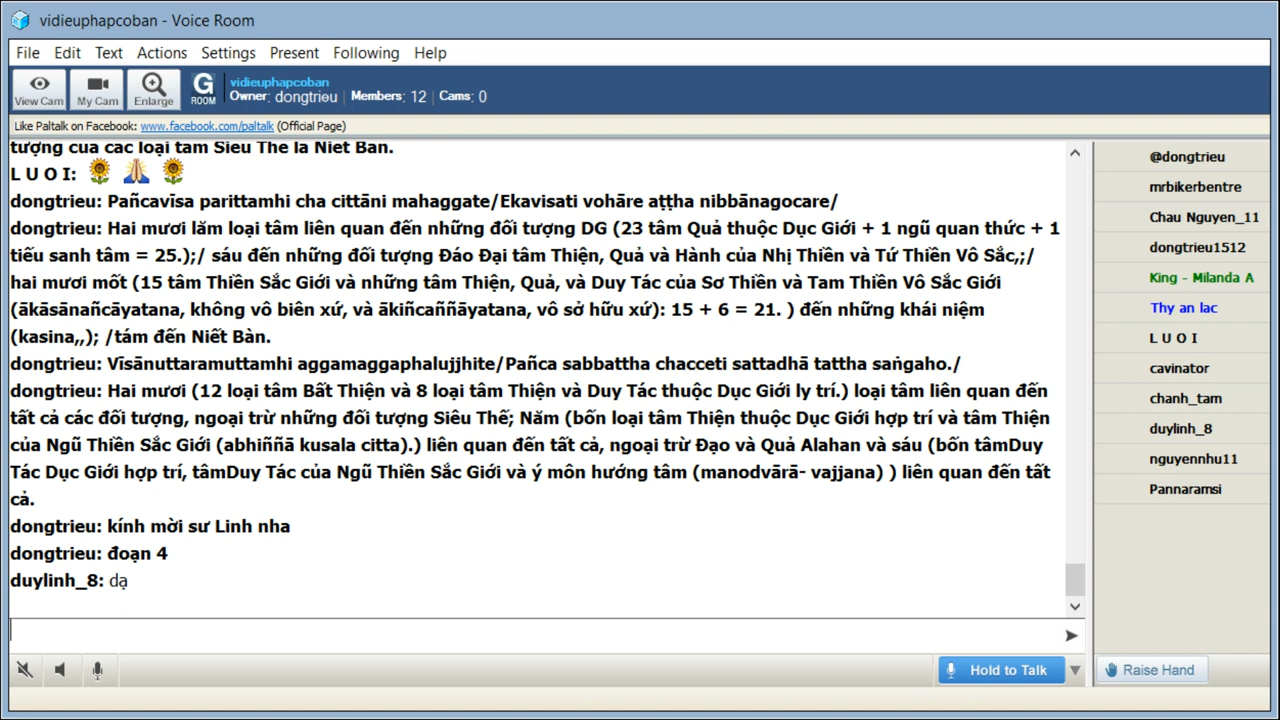 vidieuphapcoban - Voice Room
File Edit Text Actions Settings Present Following Help
View Cam
My Cam
Enlarge
G ROOM
vidieuphapcoban
Owner: dongtrieu | Members: 12 | Cams: 0
Like Paltalk on Facebook: www.facebook.com/paltalk (Official Page)
tượng của các loại tâm Siêu Thế là Niết Bàn.
L U O I:
dongtrieu: Pañcavīsa parittamhi cha cittāni mahaggate/Ekavisati vohāre aṭṭha nibbānagocare/
dongtrieu: Hai mươi lăm loại tâm liên quan đến những đối tượng DG (23 tâm Quả thuộc Dục Giới + 1 ngũ quan thức + 1
tiếu sanh tâm = 25.);/ sáu đến những đối tượng Đáo Đại tâm Thiện, Quả và Hành của Nhị Thiền và Tứ Thiền Vô Sắc,;/
hai mươi mốt (15 tâm Thiền Sắc Giới và những tâm Thiện, Quả, và Duy Tác của Sơ Thiền và Tam Thiền Vô Sắc Giới
(ākāsānañcāyatana, không vô biên xứ, và ākiñcaññāyatana, vô sở hữu xứ): 15 + 6 = 21. ) đến những khái niệm
(kasina,,); /tám đến Niết Bàn.
dongtrieu: Vīsānuttaramuttamhi aggamaggaphalujjhite/Pañca sabbattha chacceti sattadhā tattha saṅgaho./
dongtrieu: Hai mươi (12 loại tâm Bất Thiện và 8 loại tâm Thiện và Duy Tác thuộc Dục Giới ly trí.) loại tâm liên quan đến
tất cả các đối tượng, ngoại trừ những đối tượng Siêu Thế; Năm (bốn loại tâm Thiện thuộc Dục Giới hợp trí và tâm Thiện
của Ngũ Thiền Sắc Giới (abhiññā kusala citta).) liên quan đến tất cả, ngoại trừ Đạo và Quả Alahan và sáu (bốn tâmDuy
Tác Dục Giới hợp trí, tâmDuy Tác của Ngũ Thiền Sắc Giới và ý môn hướng tâm (manodvārā- vajjana) ) liên quan đến tất
cả.
dongtrieu: kính mời sư Linh nha
dongtrieu: đoạn 4
duylinh_8: dạ
@dongtrieu
mrbikerbentre
Chau Nguyen_11
dongtrieu1512
King - Milanda A
Thy an lac
L U O I
cavinator
chanh_tam
duylinh_8
nguyennhu11
Pannaramsi
Hold to Talk
Raise Hand